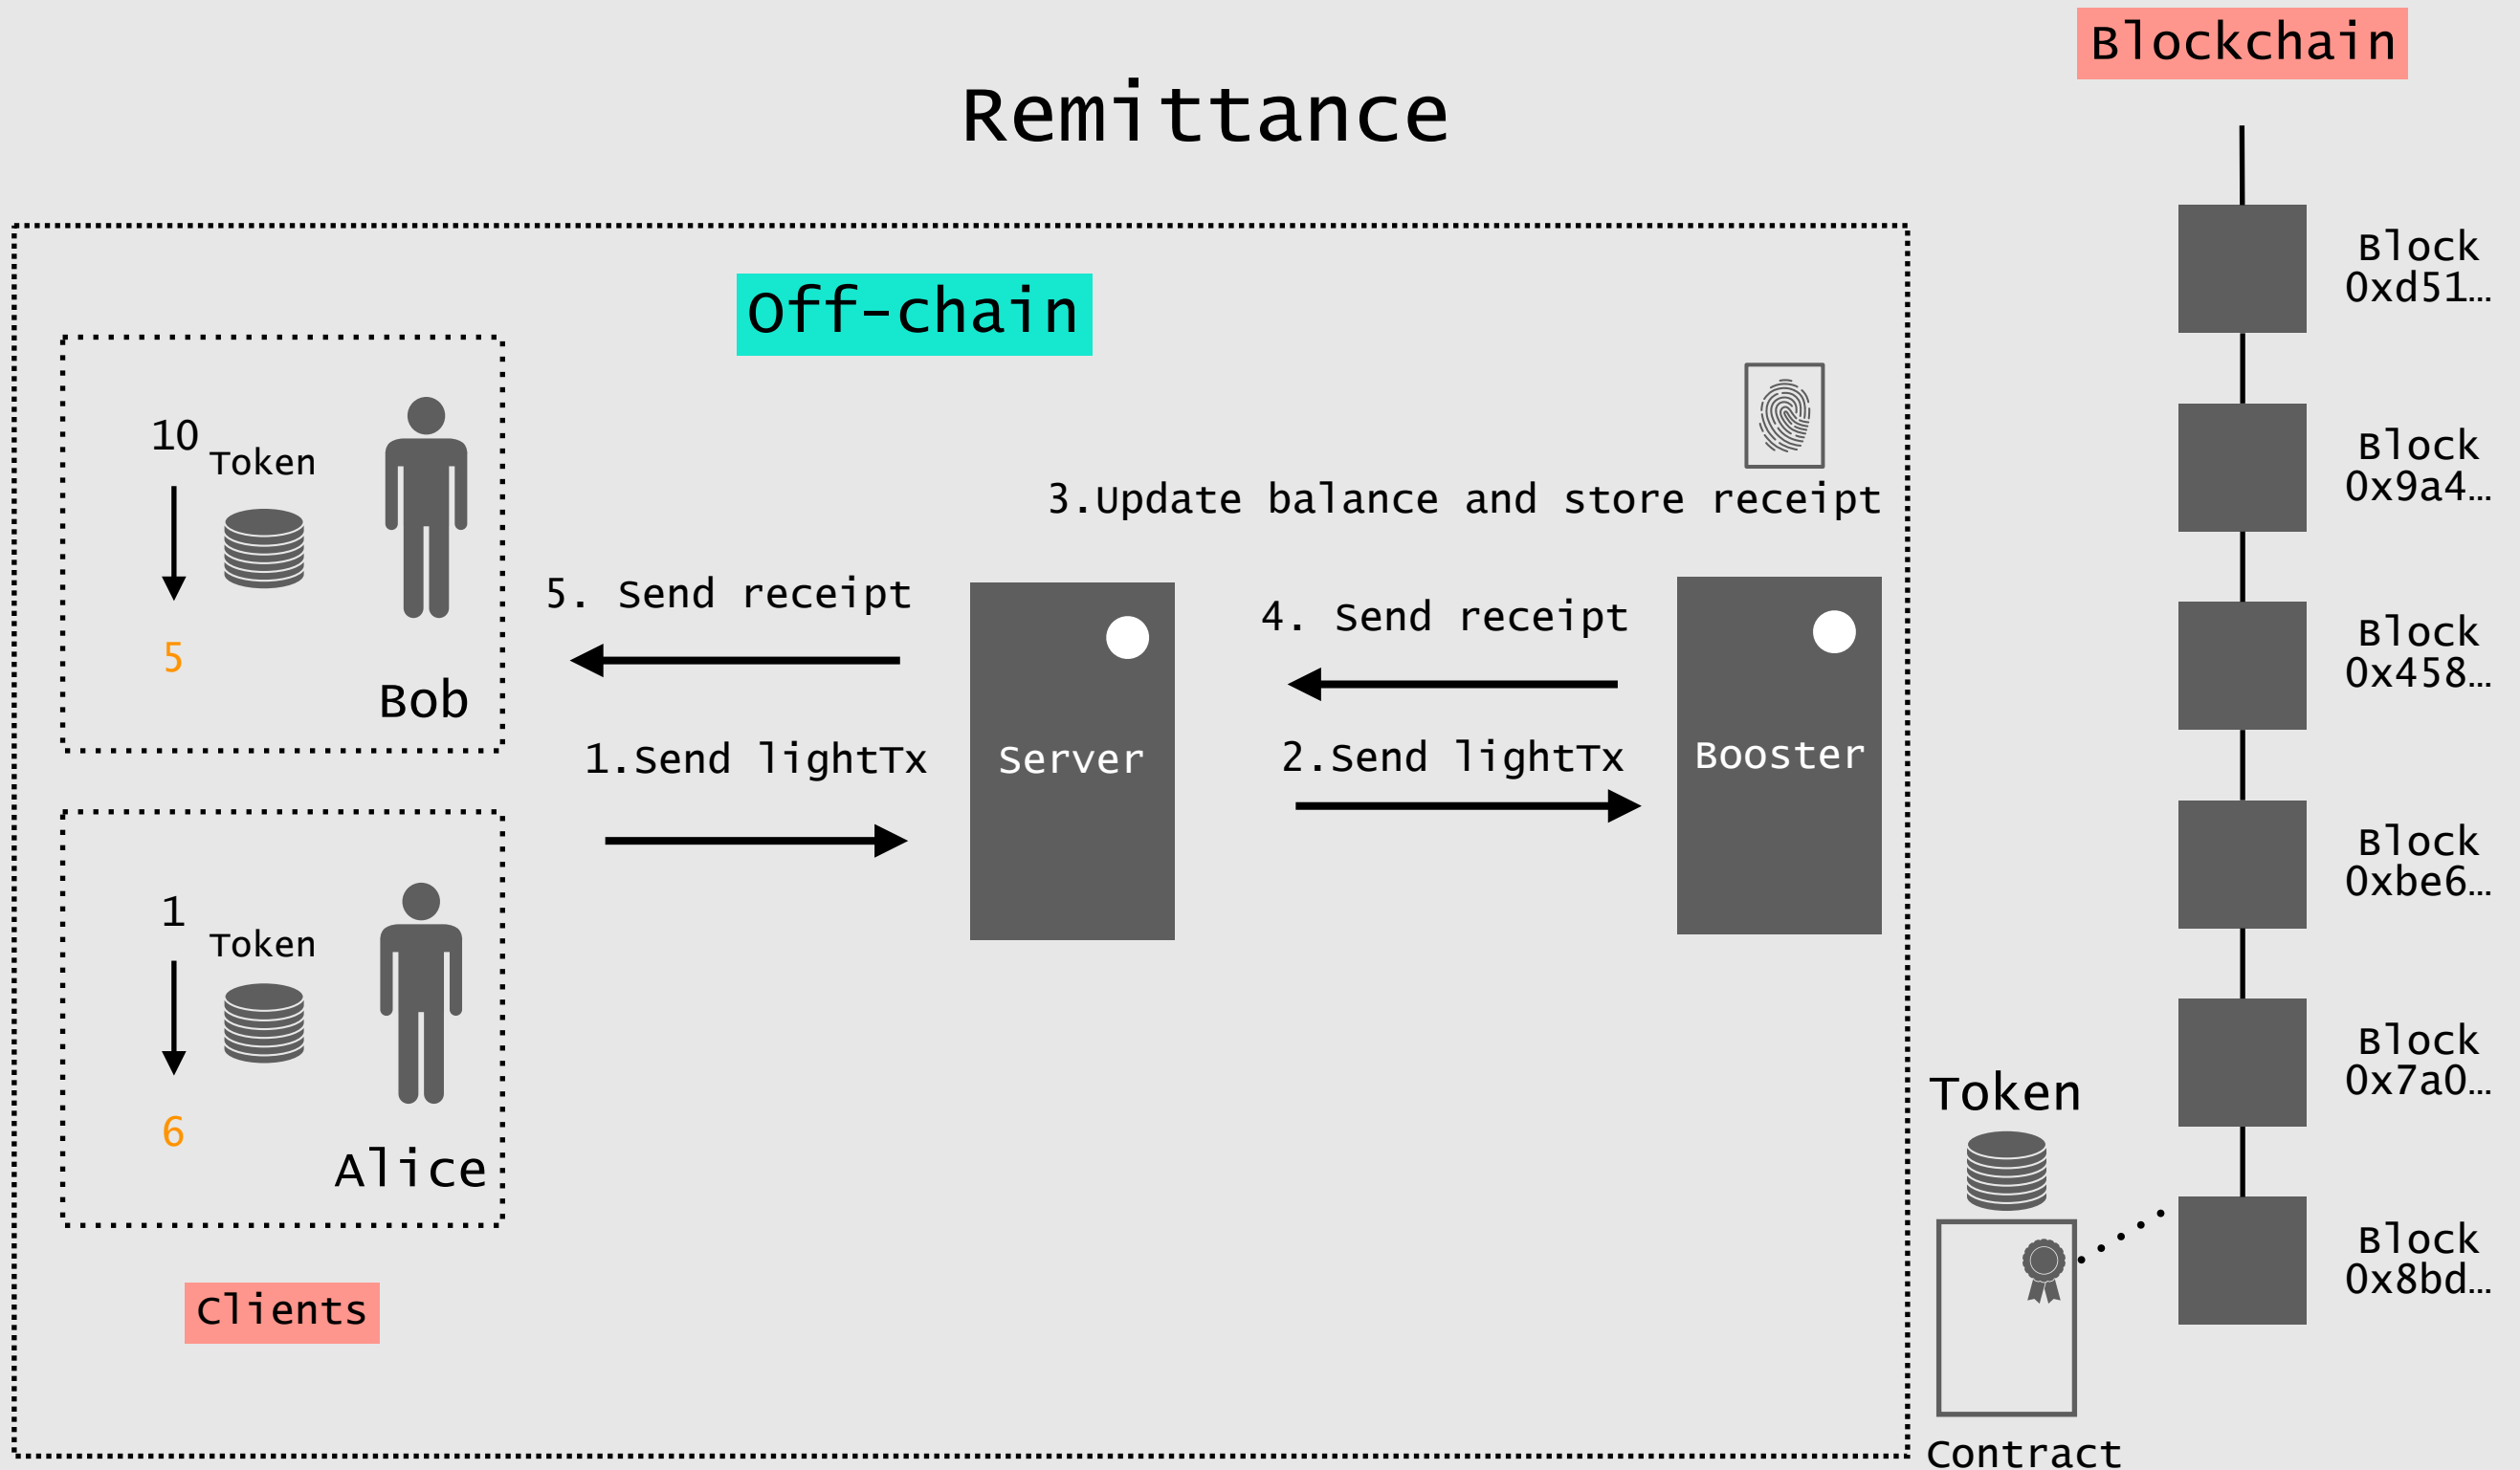 Blockchain
Remittance
Off-chain
10
Token
5
Bob
1
Token
6
Alice
Clients
5. Send receipt
1.Send lightTx
Server
3.Update balance and store receipt
4. Send receipt
2.Send lightTx
Booster
Token
Contract
Block
0xd51…
Block
0x9a4…
Block
0x458…
Block
0xbe6…
Block
0x7a0…
Block
0x8bd…